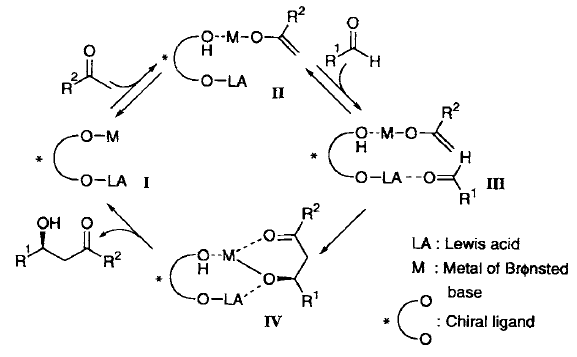 R² O
O H --M–O R²
* O–LA II
R¹ O H
O–M
* O–LA I
O H --M–O R²
H
* O–LA --O R¹ III
OH O
R¹ R²
R²
O H --M O
* O–LA O R¹
IV
LA : Lewis acid
M : Metal of Brønsted
base
* O O : Chiral ligand